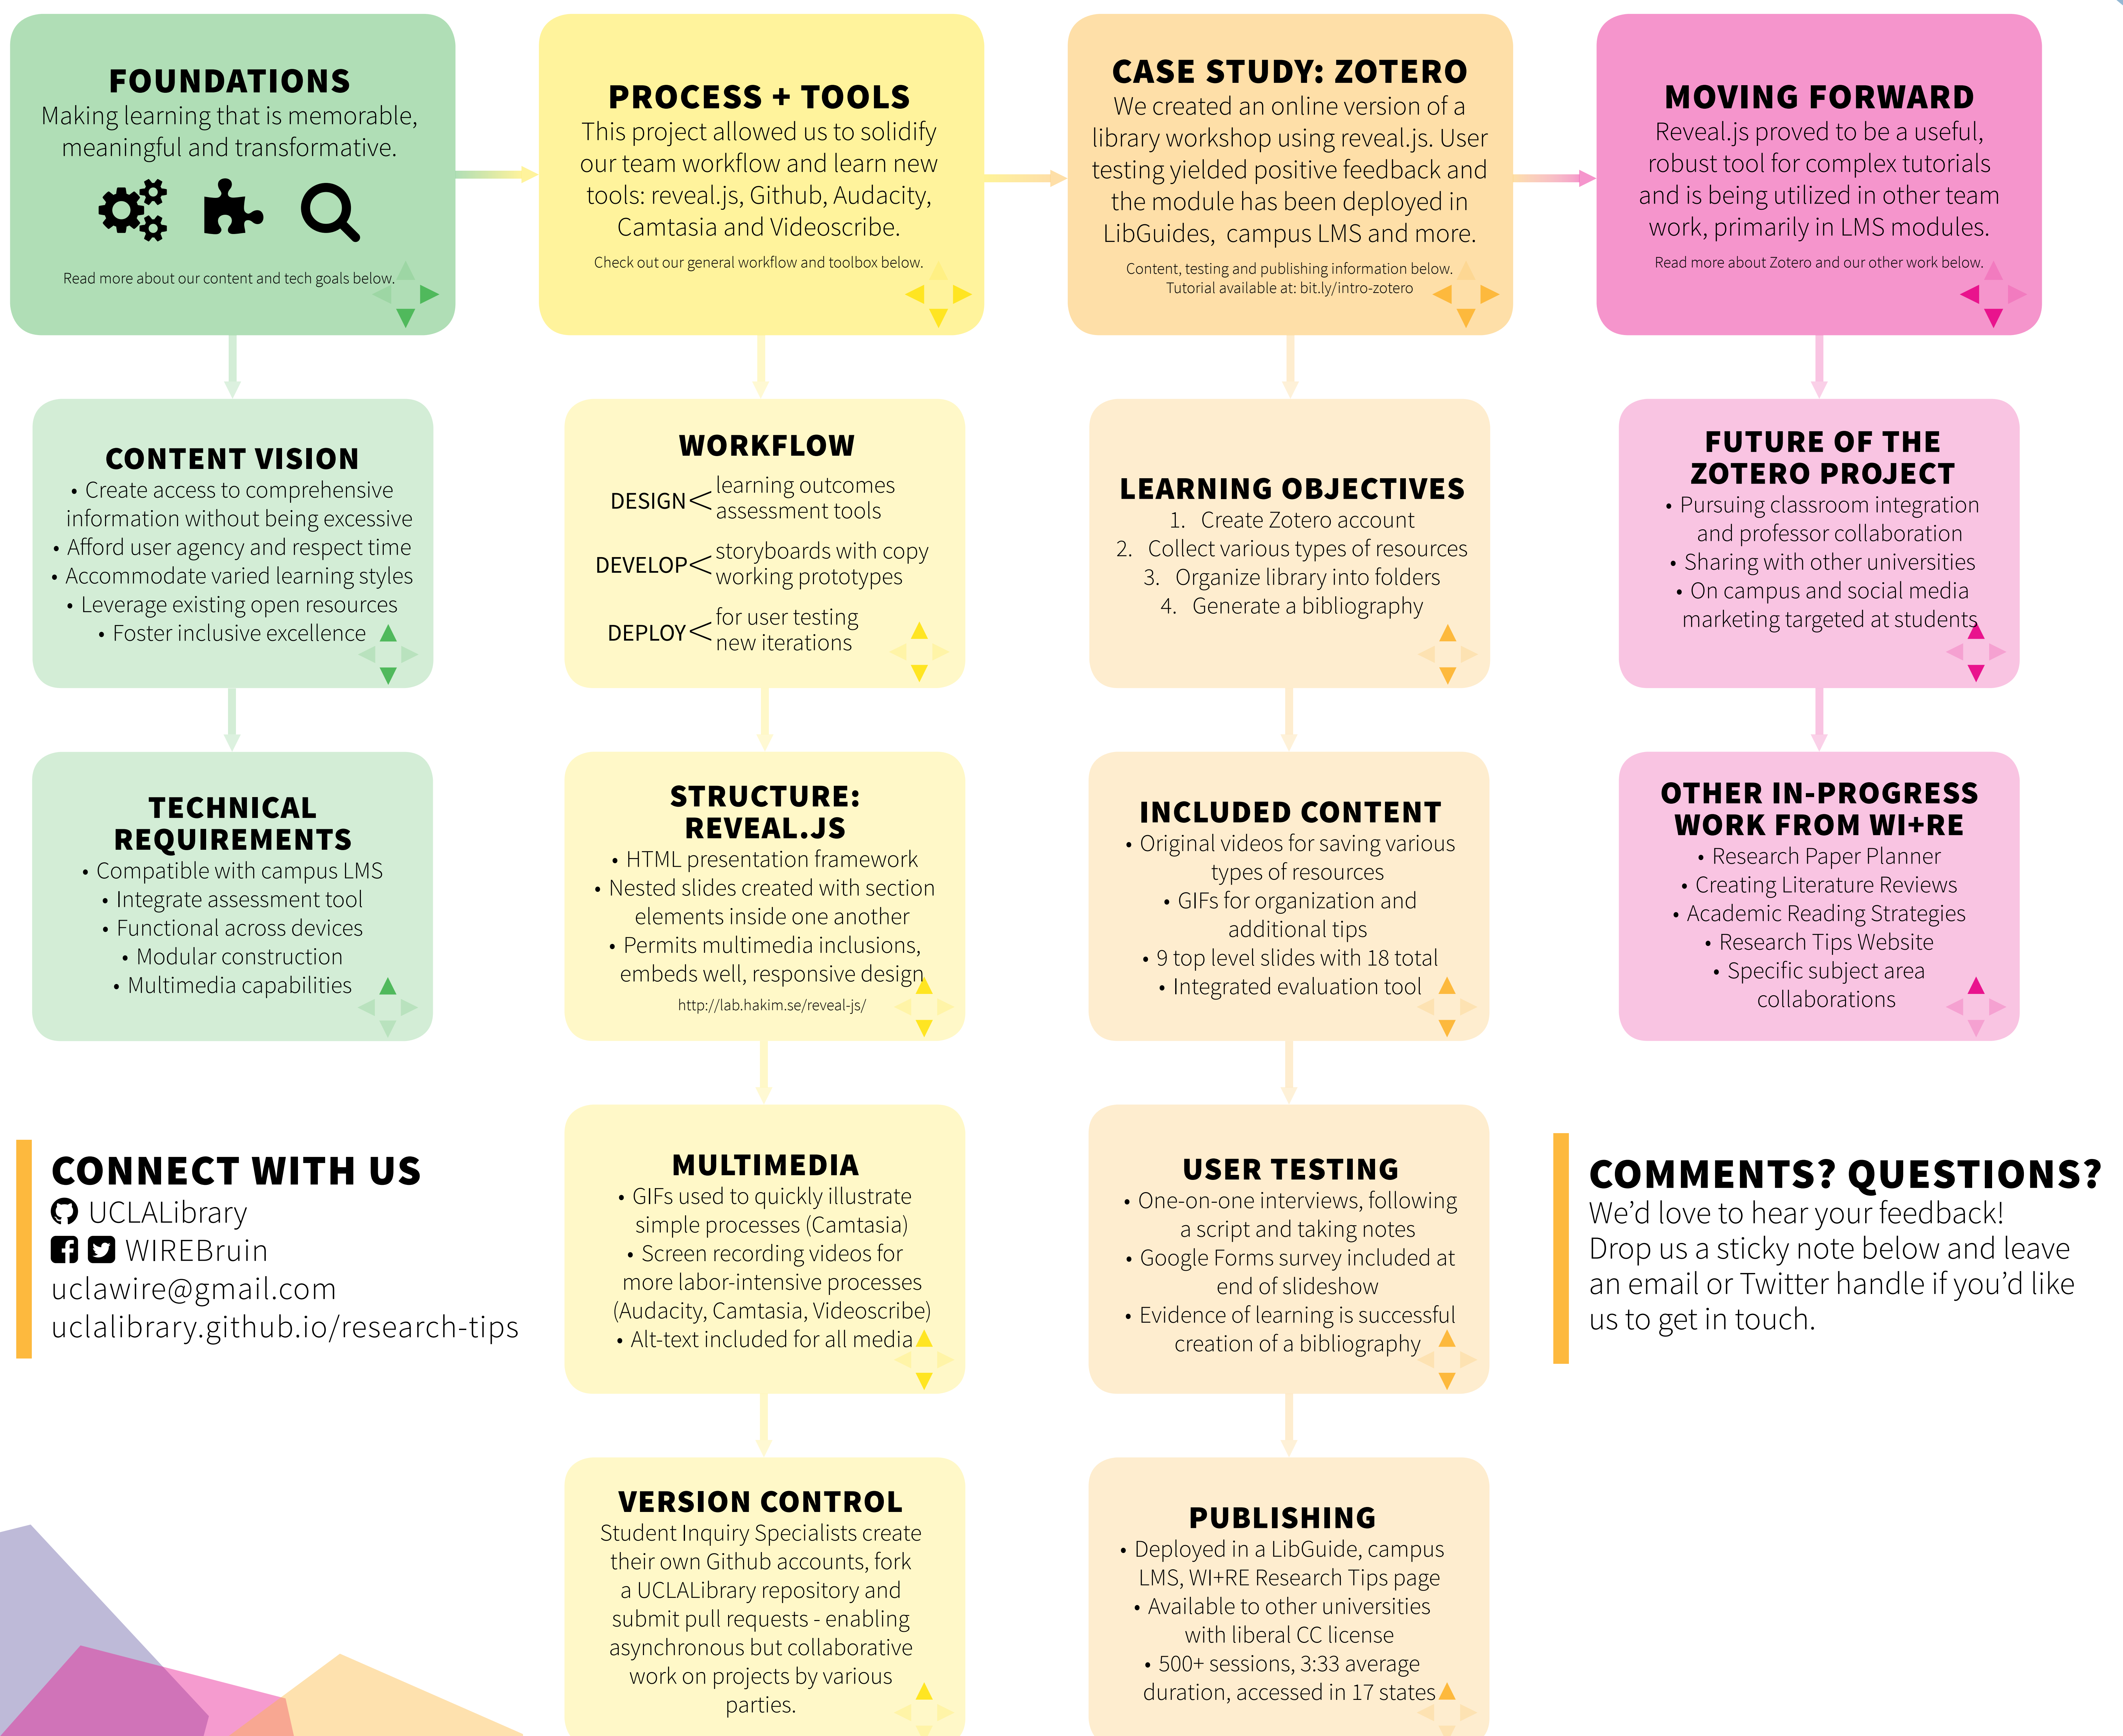 FOUNDATIONS
Making learning that is memorable,
meaningful and transformative.
Read more about our content and tech goals below.
CONTENT VISION
• Create access to comprehensive
information without being excessive
• Afford user agency and respect time
• Accommodate varied learning styles
• Leverage existing open resources
• Foster inclusive excellence
TECHNICAL
REQUIREMENTS
• Compatible with campus LMS
• Integrate assessment tool
• Functional across devices
• Modular construction
• Multimedia capabilities
PROCESS + TOOLS
This project allowed us to solidify
our team workflow and learn new
tools: reveal.js, Github, Audacity,
Camtasia and Videoscribe.
Check out our general workflow and toolbox below.
WORKFLOW
DESIGN < learning outcomes
assessment tools
DEVELOP < storyboards with copy
working prototypes
DEPLOY < for user testing
new iterations
STRUCTURE:
REVEAL.JS
• HTML presentation framework
• Nested slides created with section
elements inside one another
• Permits multimedia inclusions,
embeds well, responsive design
http://lab.hakim.se/reveal-js/
MULTIMEDIA
• GIFs used to quickly illustrate
simple processes (Camtasia)
• Screen recording videos for
more labor-intensive processes
(Audacity, Camtasia, Videoscribe)
• Alt-text included for all media
VERSION CONTROL
Student Inquiry Specialists create
their own Github accounts, fork
a UCLALibrary repository and
submit pull requests - enabling
asynchronous but collaborative
work on projects by various
parties.
CASE STUDY: ZOTERO
We created an online version of a
library workshop using reveal.js. User
testing yielded positive feedback and
the module has been deployed in
LibGuides, campus LMS and more.
Content, testing and publishing information below.
Tutorial available at: bit.ly/intro-zotero
LEARNING OBJECTIVES
1. Create Zotero account
2. Collect various types of resources
3. Organize library into folders
4. Generate a bibliography
INCLUDED CONTENT
• Original videos for saving various
types of resources
• GIFs for organization and
additional tips
• 9 top level slides with 18 total
• Integrated evaluation tool
USER TESTING
• One-on-one interviews, following
a script and taking notes
• Google Forms survey included at
end of slideshow
• Evidence of learning is successful
creation of a bibliography
PUBLISHING
• Deployed in a LibGuide, campus
LMS, WI+RE Research Tips page
• Available to other universities
with liberal CC license
• 500+ sessions, 3:33 average
duration, accessed in 17 states
MOVING FORWARD
Reveal.js proved to be a useful,
robust tool for complex tutorials
and is being utilized in other team
work, primarily in LMS modules.
Read more about Zotero and our other work below.
FUTURE OF THE
ZOTERO PROJECT
• Pursuing classroom integration
and professor collaboration
• Sharing with other universities
• On campus and social media
marketing targeted at students
OTHER IN-PROGRESS
WORK FROM WI+RE
• Research Paper Planner
• Creating Literature Reviews
• Academic Reading Strategies
• Research Tips Website
• Specific subject area
collaborations
CONNECT WITH US
UCLALibrary
WIREBruin
uclawire@gmail.com
uclalibrary.github.io/research-tips
COMMENTS? QUESTIONS?
We'd love to hear your feedback!
Drop us a sticky note below and leave
an email or Twitter handle if you'd like
us to get in touch.